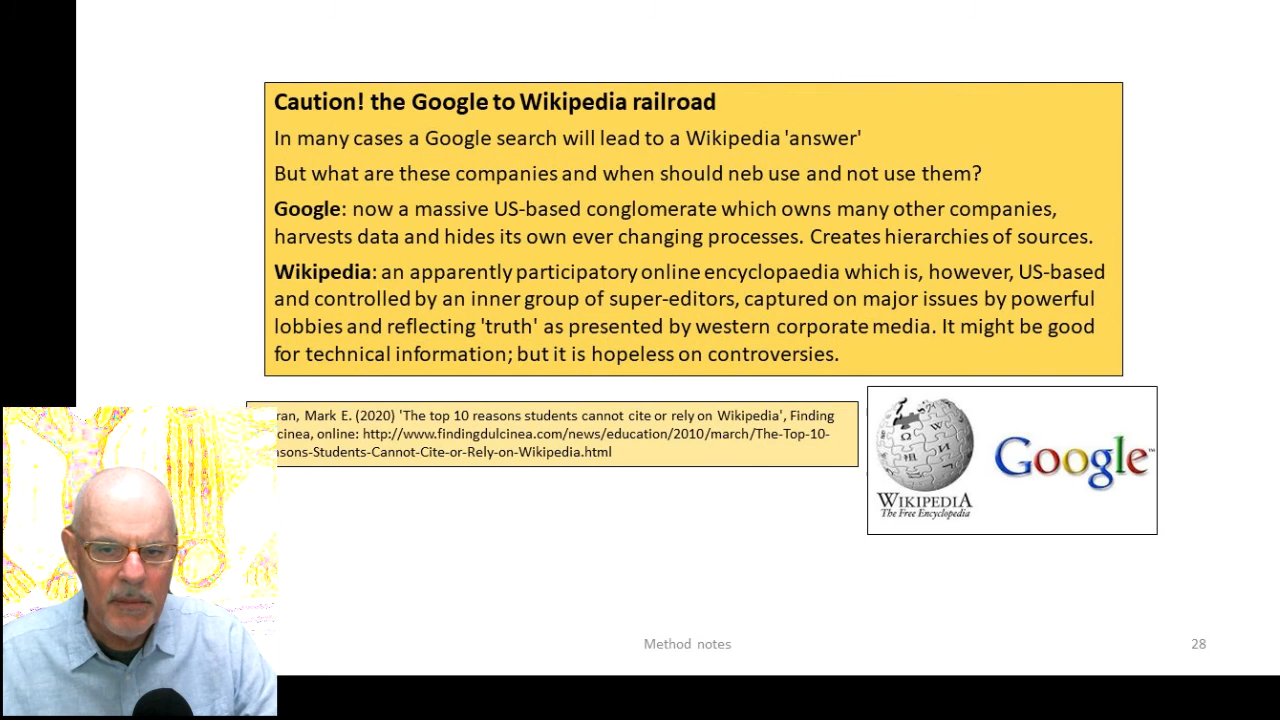 Caution! the Google to Wikipedia railroad
In many cases a Google search will lead to a Wikipedia 'answer'
But what are these companies and when should neb use and not use them?
Google: now a massive US-based conglomerate which owns many other companies,
harvests data and hides its own ever changing processes. Creates hierarchies of sources.
Wikipedia: an apparently participatory online encyclopaedia which is, however, US-based
and controlled by an inner group of super-editors, captured on major issues by powerful
lobbies and reflecting 'truth' as presented by western corporate media. It might be good
for technical information; but it is hopeless on controversies.
Mark E. (2020) 'The top 10 reasons students cannot cite or rely on Wikipedia', Finding
online: http://www.findingdulcinea.com/news/education/2010/march/The-Top-10-
Students-Cannot-Cite-or-Rely-on-Wikipedia.html
WIKIPEDIA
The Free Encyclopedia
Google™
Method notes
28